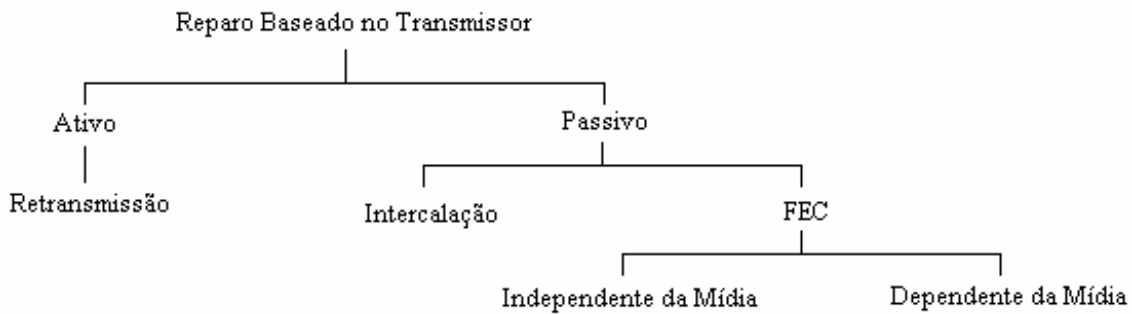 Reparo Baseado no Transmissor
Ativo
Passivo
Retransmissão
Intercalação
FEC
Independente da Mídia
Dependente da Mídia